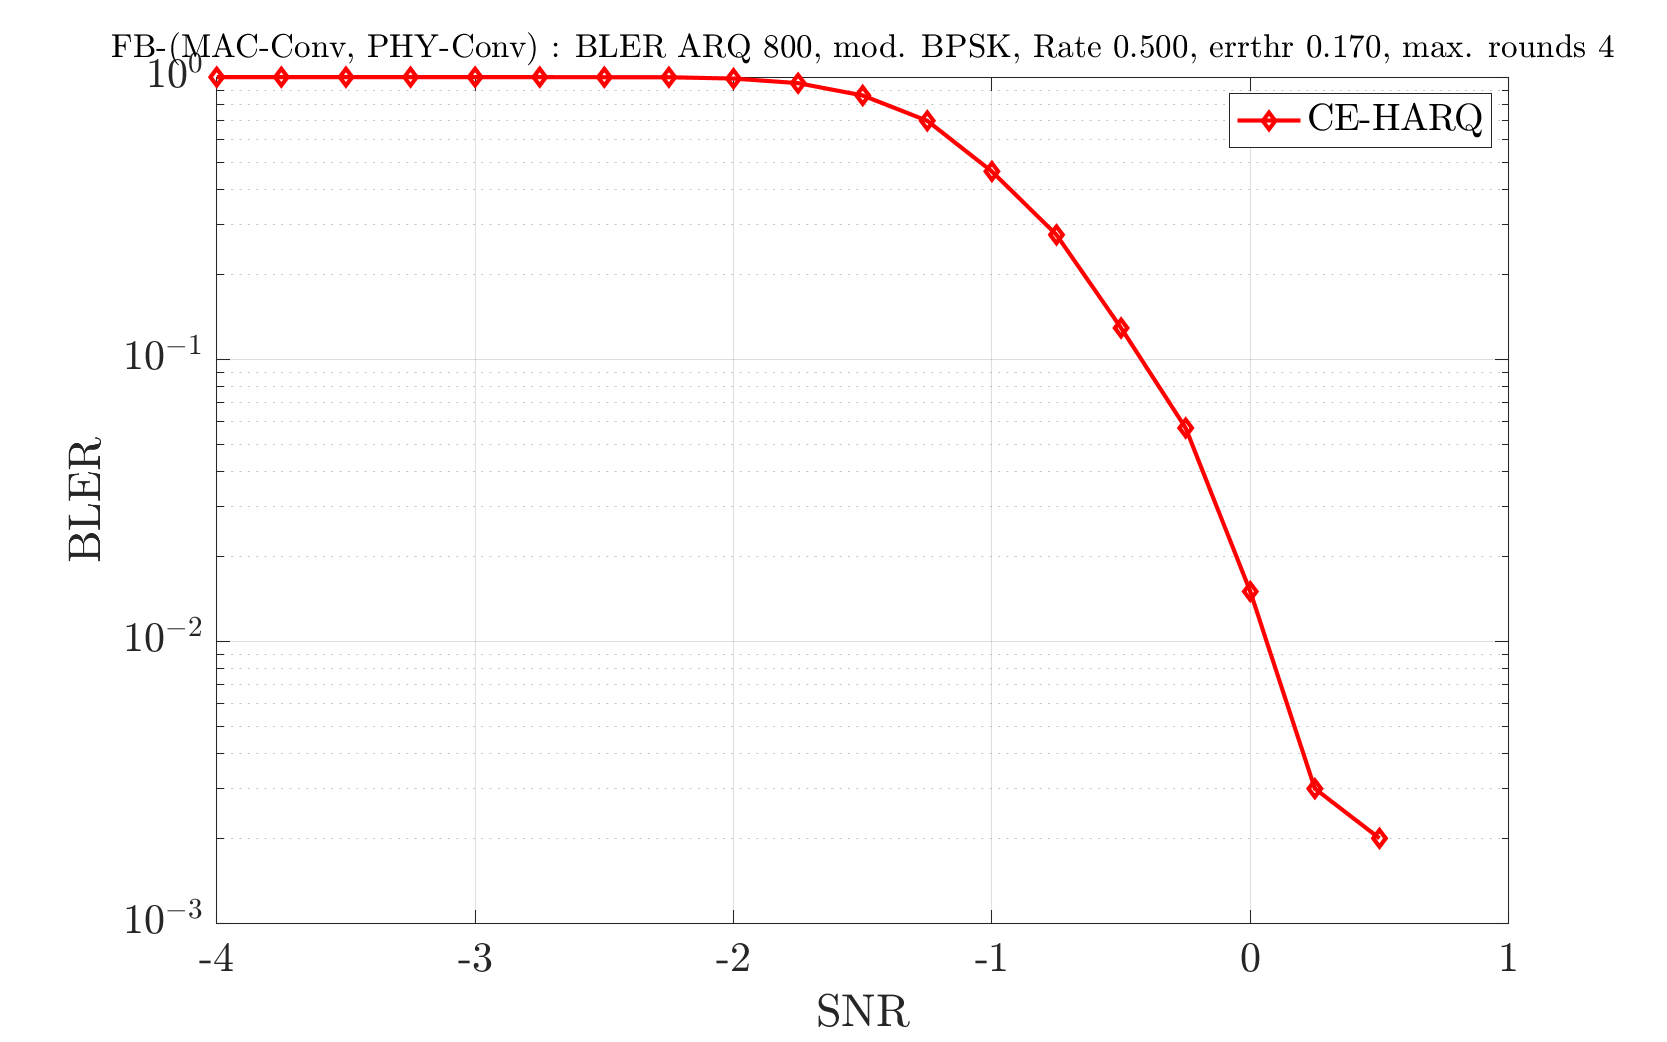 FB-(MAC-Conv, PHY-Conv) : BLER ARQ 800, mod. BPSK, Rate 0.500, errthr 0.170, max. rounds 4
10^0
CE-HARQ
10^{-1}
BLER
10^{-2}
10^{-3}
-4 -3 -2 -1 0 1
SNR